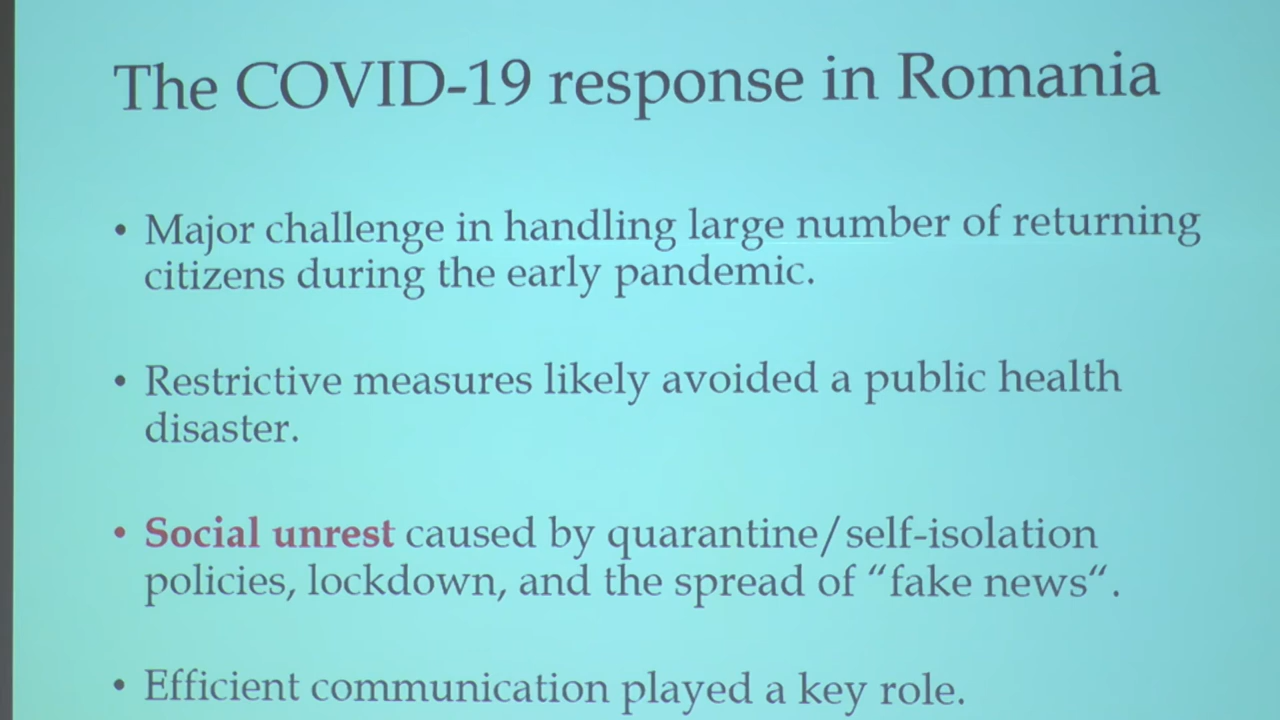 The COVID-19 response in Romania
• Major challenge in handling large number of returning
citizens during the early pandemic.
• Restrictive measures likely avoided a public health
disaster.
• Social unrest caused by quarantine/self-isolation
policies, lockdown, and the spread of “fake news“.
• Efficient communication played a key role.